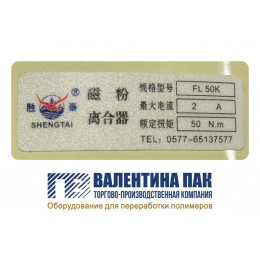 胜 泰 ®
SHENGTAI
磁 粉
离合器
规格型号 FL 50K
最大电流 2 A
额定扭矩 50 N.m
TEL: 0577-65137577
ВАЛЕНТИНА ПАК
ТОРГОВО-ПРОИЗВОДСТВЕННАЯ КОМПАНИЯ
Оборудование для переработки полимеров